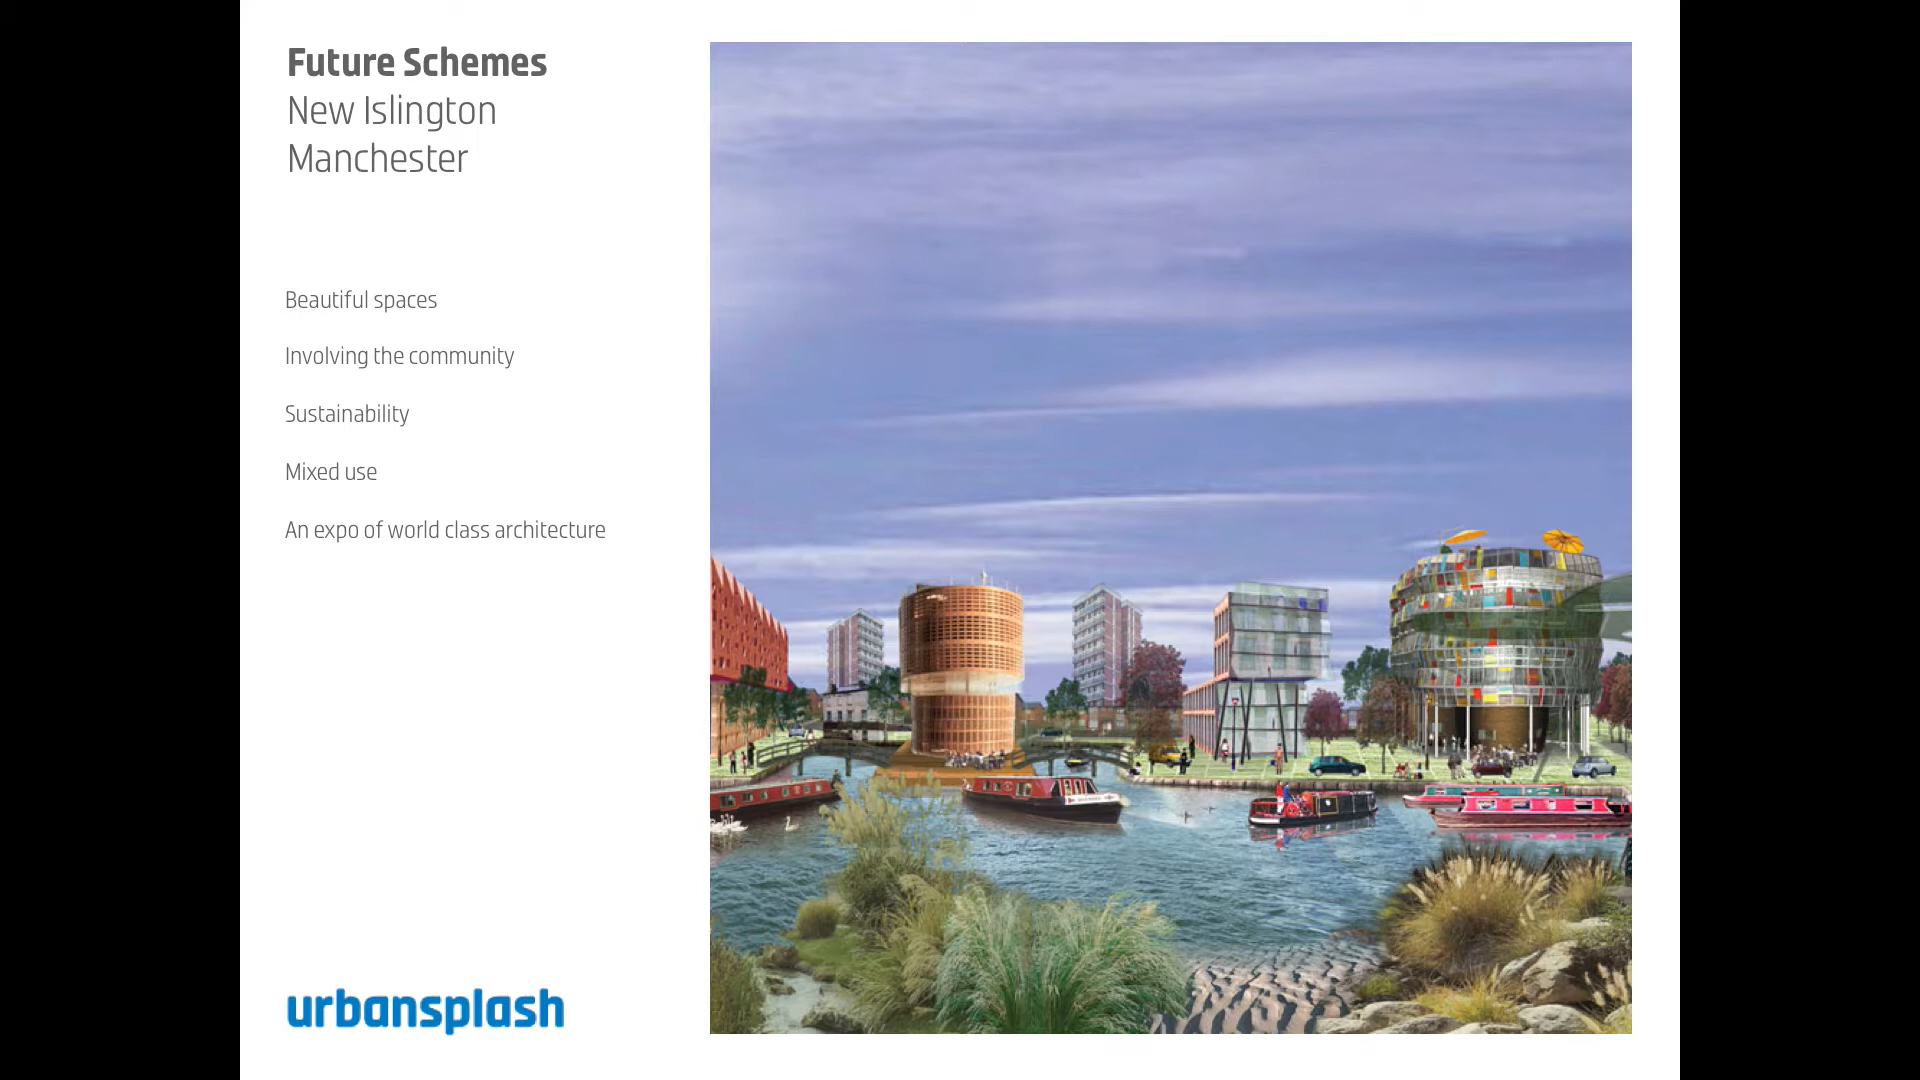 Future Schemes
New Islington
Manchester
Beautiful spaces
Involving the community
Sustainability
Mixed use
An expo of world class architecture
urbansplash